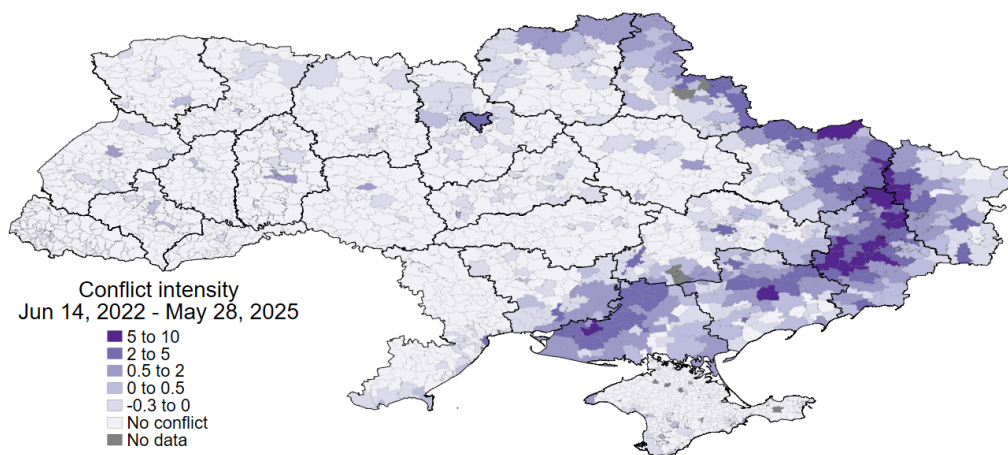 Conflict intensity
Jun 14, 2022 - May 28, 2025
5 to 10
2 to 5
0.5 to 2
0 to 0.5
-0.3 to 0
No conflict
No data